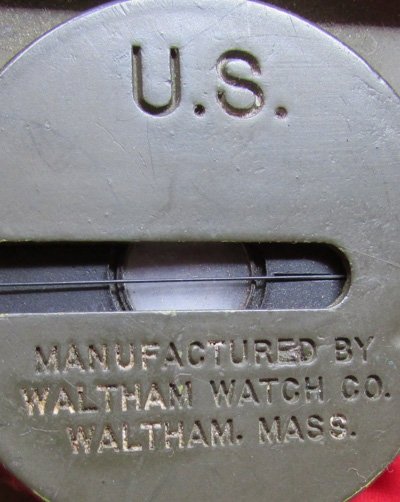 U.S.
MANUFACTURED BY
WALTHAM WATCH CO.
WALTHAM. MASS.